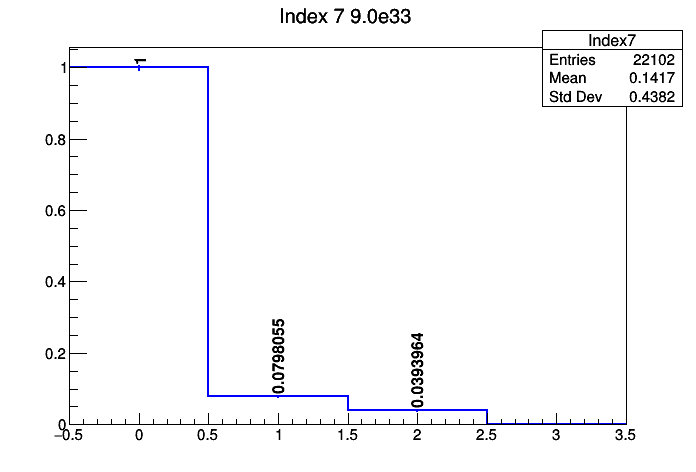 Index 7 9.0e33
Index7
Entries 22102
Mean 0.1417
Std Dev 0.4382
1
0.8
0.6
0.4
0.2
0
1
0.0798055
0.0393964
−0.5 0 0.5 1 1.5 2 2.5 3 3.5